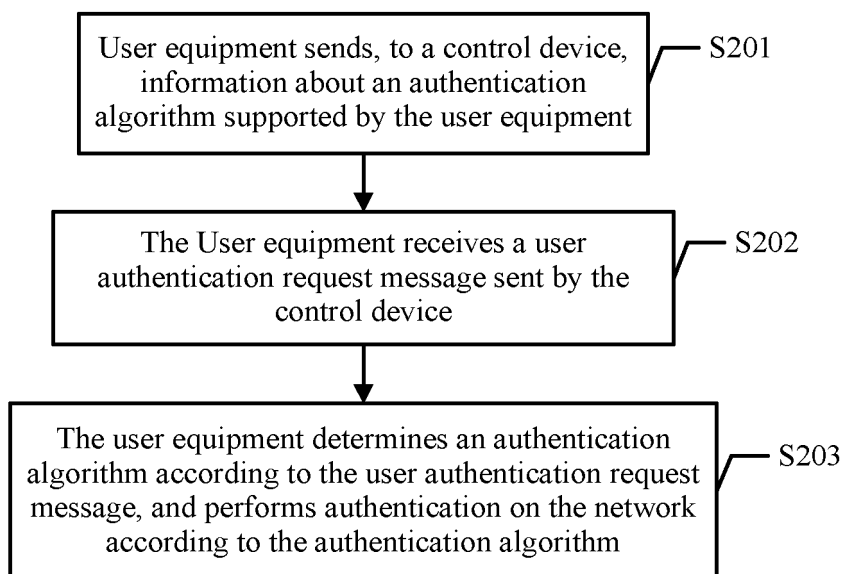 User equipment sends, to a control device,
information about an authentication
algorithm supported by the user equipment
S201
The User equipment receives a user
authentication request message sent by the
control device
S202
The user equipment determines an authentication
algorithm according to the user authentication request
message, and performs authentication on the network
according to the authentication algorithm
S203